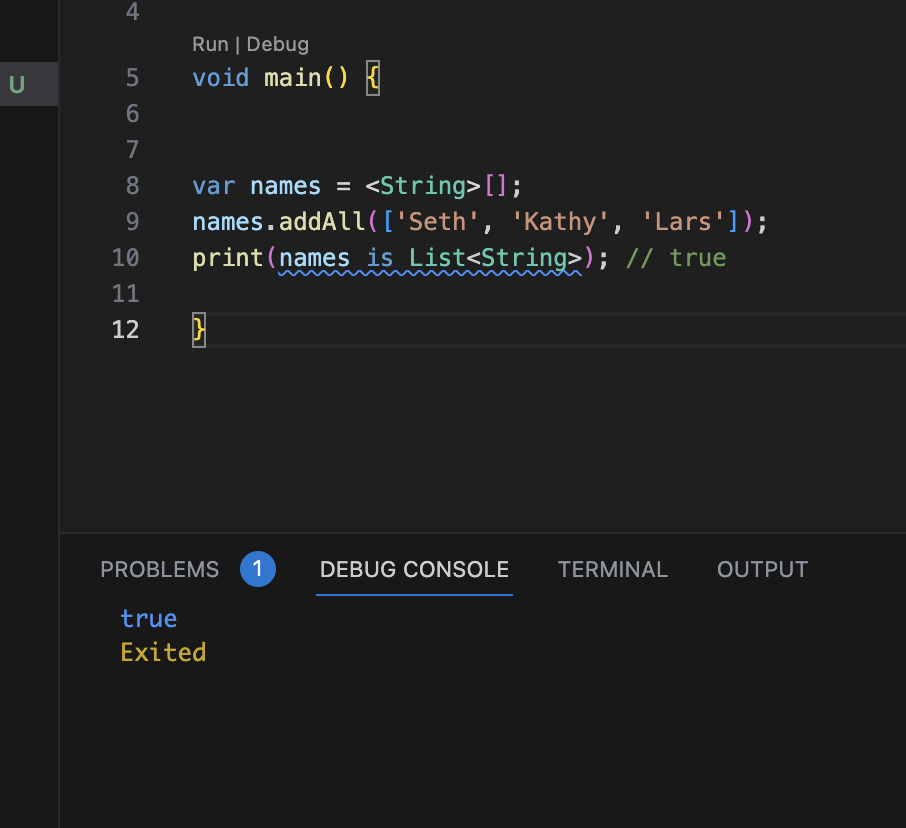 4
Run | Debug
U
5 void main() {
6
7
8 var names = <String>[];
9 names.addAll(['Seth', 'Kathy', 'Lars']);
10 print(names is List<String>); // true
11
12 }
PROBLEMS 1 DEBUG CONSOLE TERMINAL OUTPUT
true
Exited